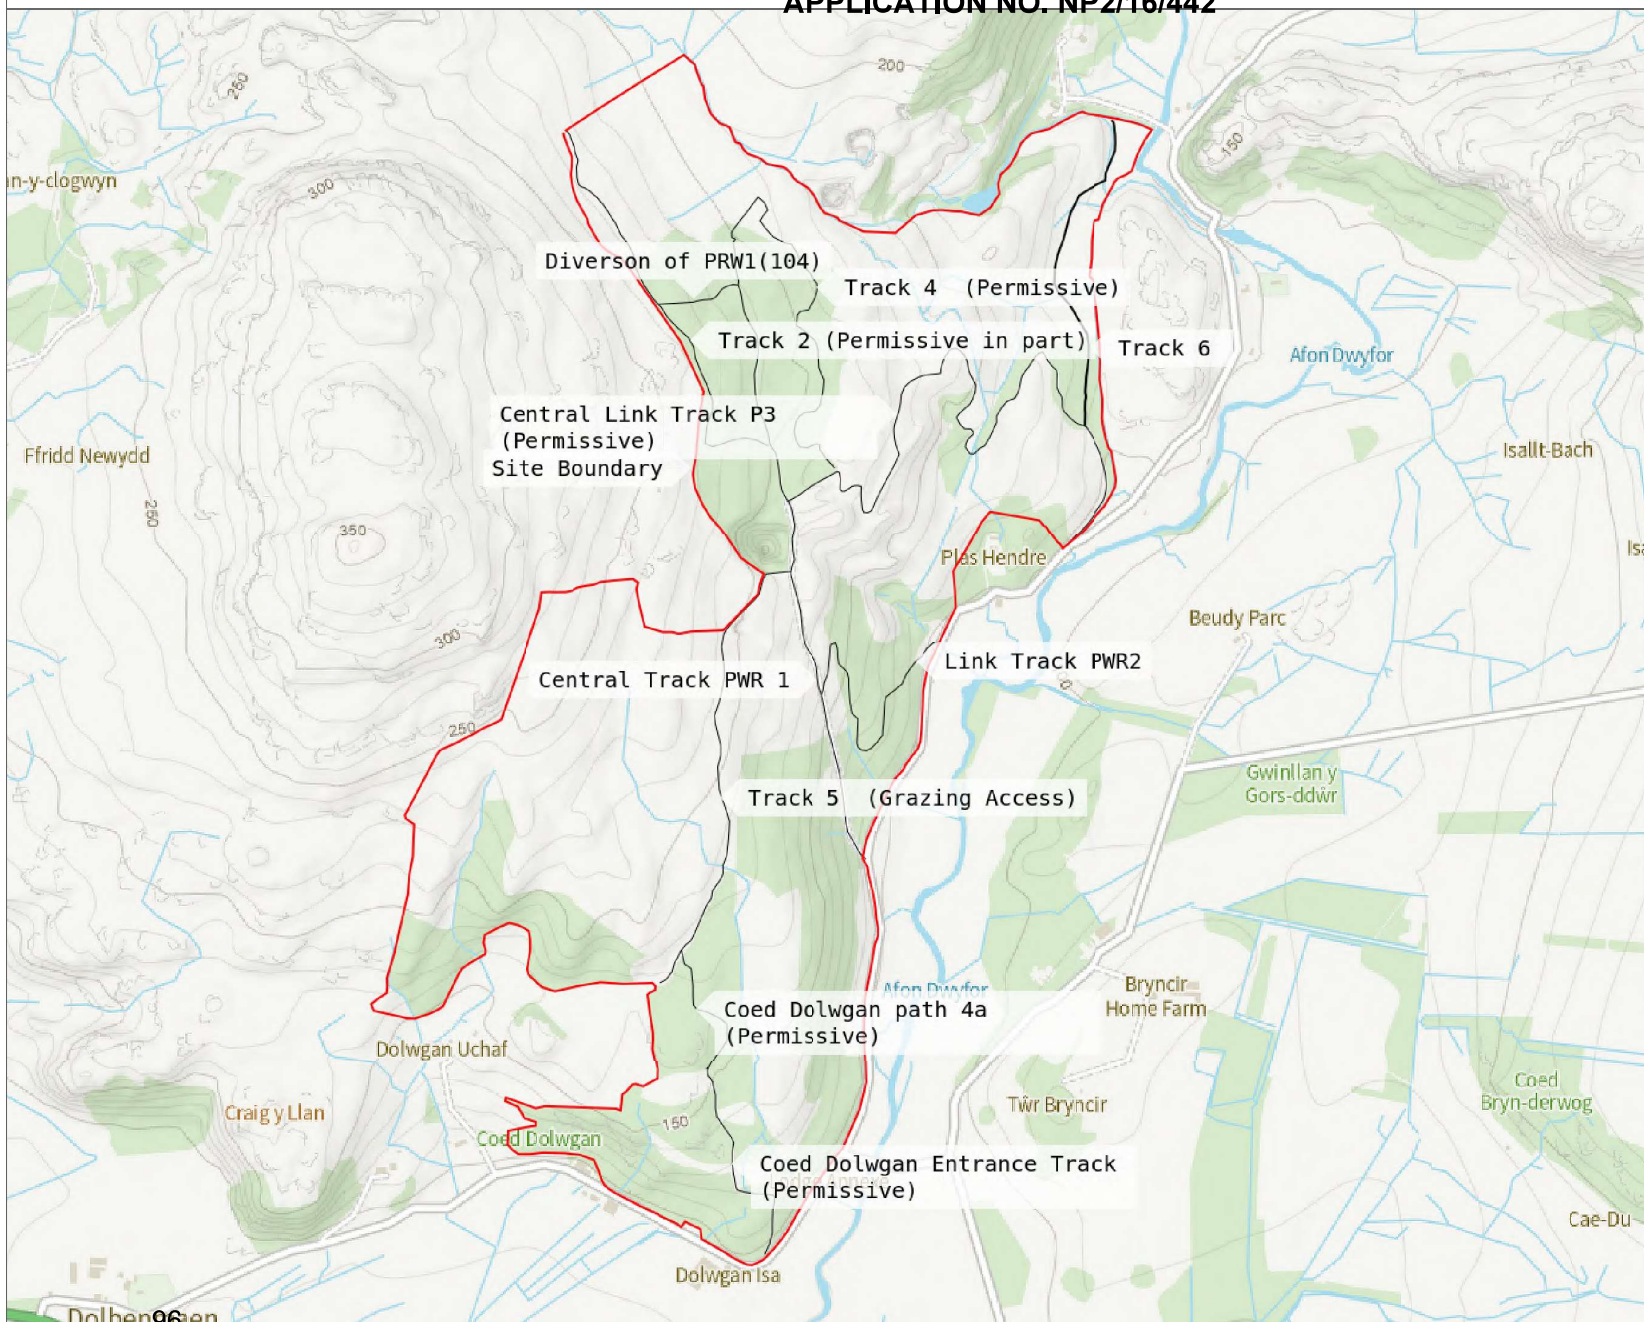 APPLICATION NO. NP2/16/442
200
250
150
n-y-clogwyn
300
Diverson of PRW1(104)
Track 4 (Permissive)
Track 2 (Permissive in part)
Track 6
Afon Dwyfor
Central Link Track P3
(Permissive)
Site Boundary
Ffridd Newydd
Isallt-Bach
250
350
Plas Hendre
Beudy Parc
300
Link Track PWR2
Central Track PWR 1
250
Gwinllan y
Gors-ddŵr
Track 5 (Grazing Access)
Afon Dwyfor
Bryncir
Home Farm
Coed Dolwgan path 4a
(Permissive)
Dolwgan Uchaf
Coed
Bryn-derwog
Craig y Llan
Tŵr Bryncir
150
Coed Dolwgan
Coed Dolwgan Entrance Track
(Permissive)
Cae-Du
Dolwgan Isa
96